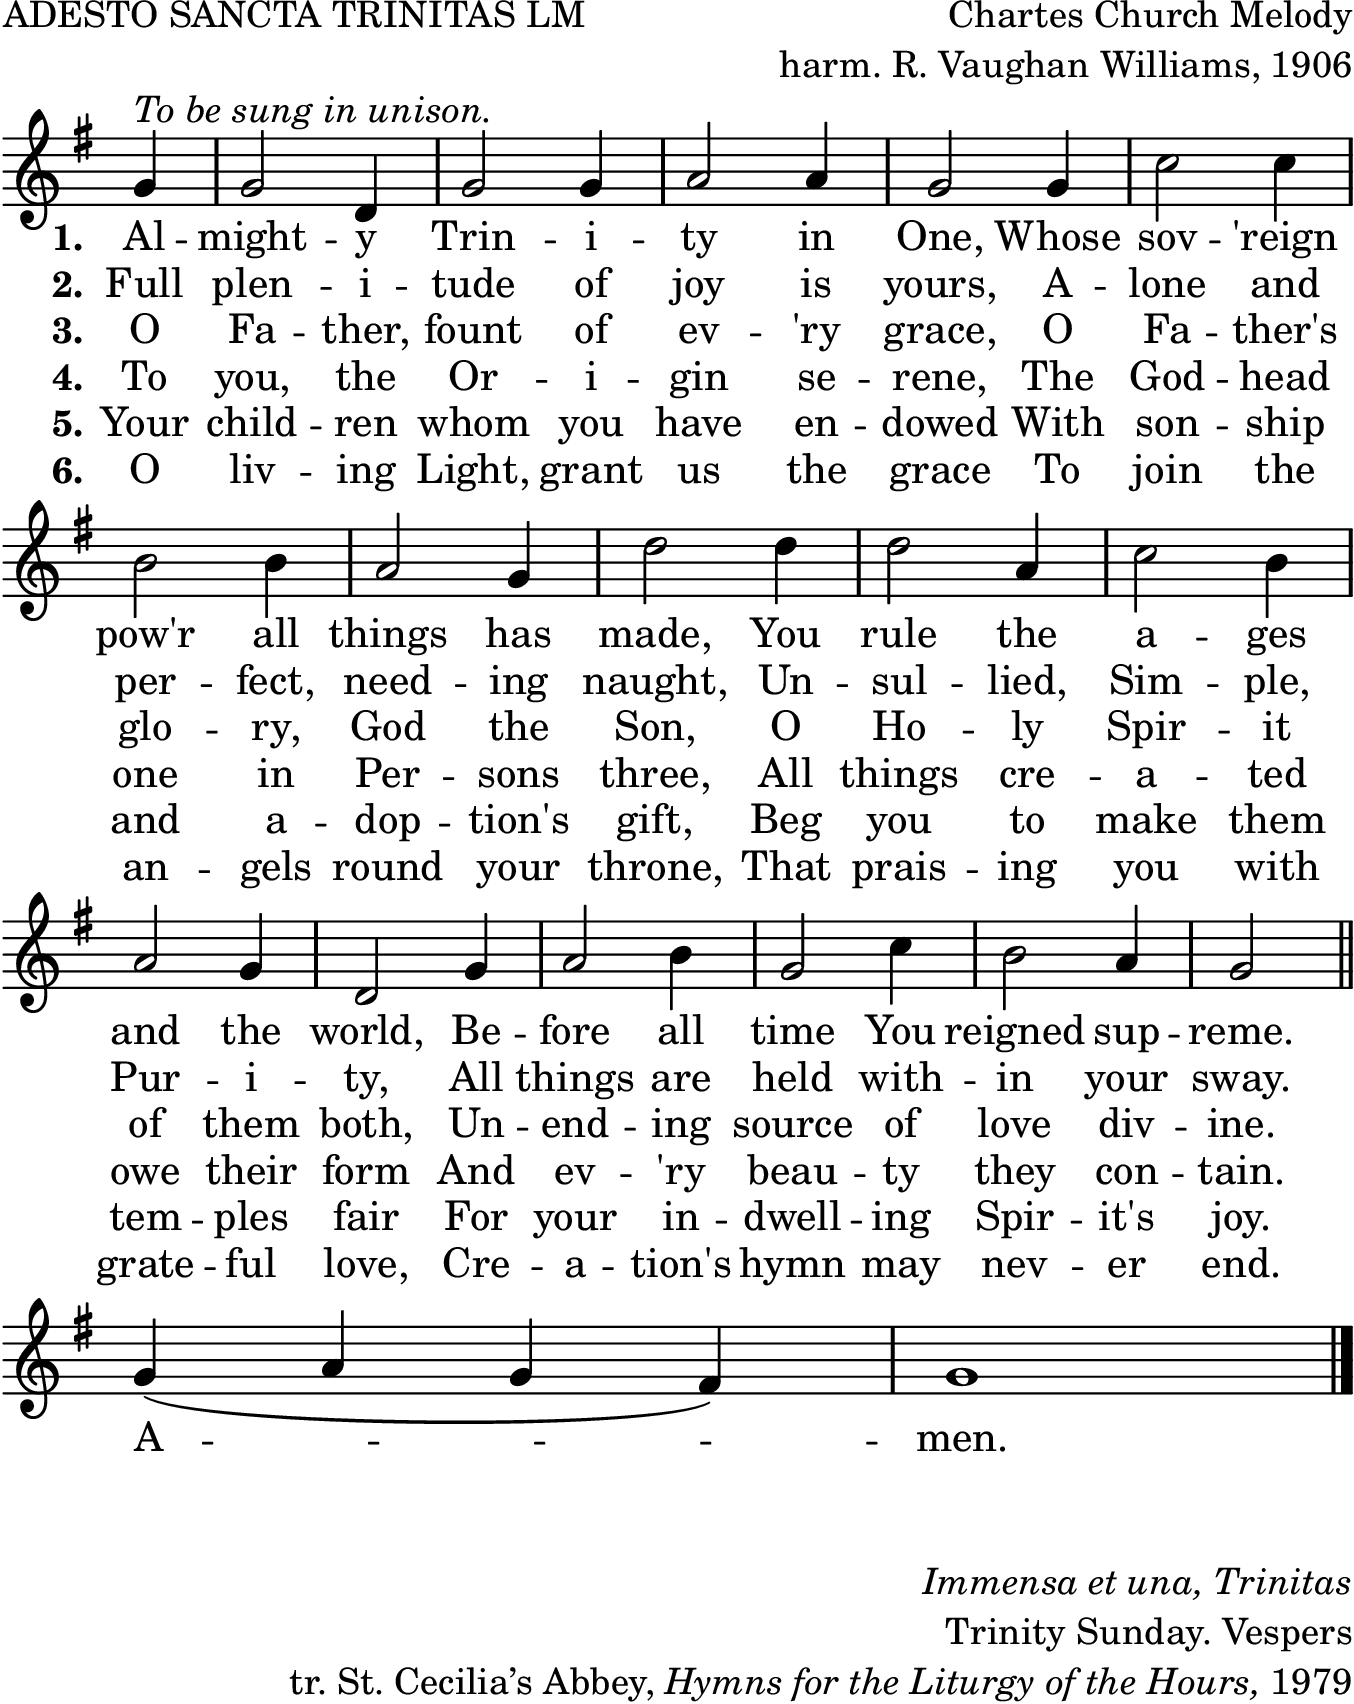 ADESTO SANCTA TRINITAS LM
Chartes Church Melody
harm. R. Vaughan Williams, 1906
To be sung in unison.
1. Al -- might -- y Trin -- i -- ty in One, Whose sov -- 'reign
2. Full plen -- i -- tude of joy is yours, A -- lone and
3. O Fa -- ther, fount of ev -- 'ry grace, O Fa -- ther's
4. To you, the Or -- i -- gin se -- rene, The God -- head
5. Your child -- ren whom you have en -- dowed With son -- ship
6. O liv -- ing Light, grant us the grace To join the
pow'r all things has made, You rule the a -- ges
per -- fect, need -- ing naught, Un -- sul -- lied, Sim -- ple,
glo -- ry, God the Son, O Ho -- ly Spir -- it
one in Per -- sons three, All things cre -- a -- ted
and a -- dop -- tion's gift, Beg you to make them
an -- gels round your throne, That prais -- ing you with
and the world, Be -- fore all time You reigned sup -- reme.
Pur -- i -- ty, All things are held with -- in your sway.
of them both, Un -- end -- ing source of love div -- ine.
owe their form And ev -- 'ry beau -- ty they con -- tain.
tem -- ples fair For your in -- dwell -- ing Spir -- it's joy.
grate -- ful love, Cre -- a -- tion's hymn may nev -- er end.
A -- -- -- -- -- men.
Immensa et una, Trinitas
Trinity Sunday. Vespers
tr. St. Cecilia’s Abbey, Hymns for the Liturgy of the Hours, 1979